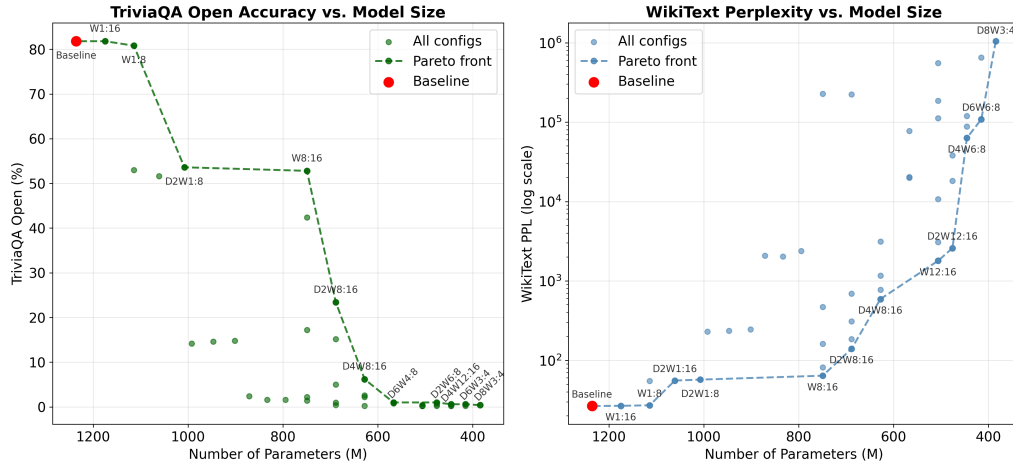 TriviaQA Open Accuracy vs. Model Size
TriviaQA Open (%)
80
70
60
50
40
30
20
10
0
Baseline
W1:16
W1:8
D2W1:8
W8:16
D2W8:16
D4W8:16
D6W4:8
D2W6:8
D4W12:16
D6W3:4
D8W3:4
All configs
Pareto front
Baseline
1200
1000
800
600
400
Number of Parameters (M)
WikiText Perplexity vs. Model Size
WikiText PPL (log scale)
10⁶
10⁵
10⁴
10³
10²
All configs
Pareto front
Baseline
Baseline
W1:16
W1:8
D2W1:16
D2W1:8
W8:16
D2W8:16
D4W8:16
W12:16
D2W12:16
D4W6:8
D6W6:8
D8W3:4
1200
1000
800
600
400
Number of Parameters (M)